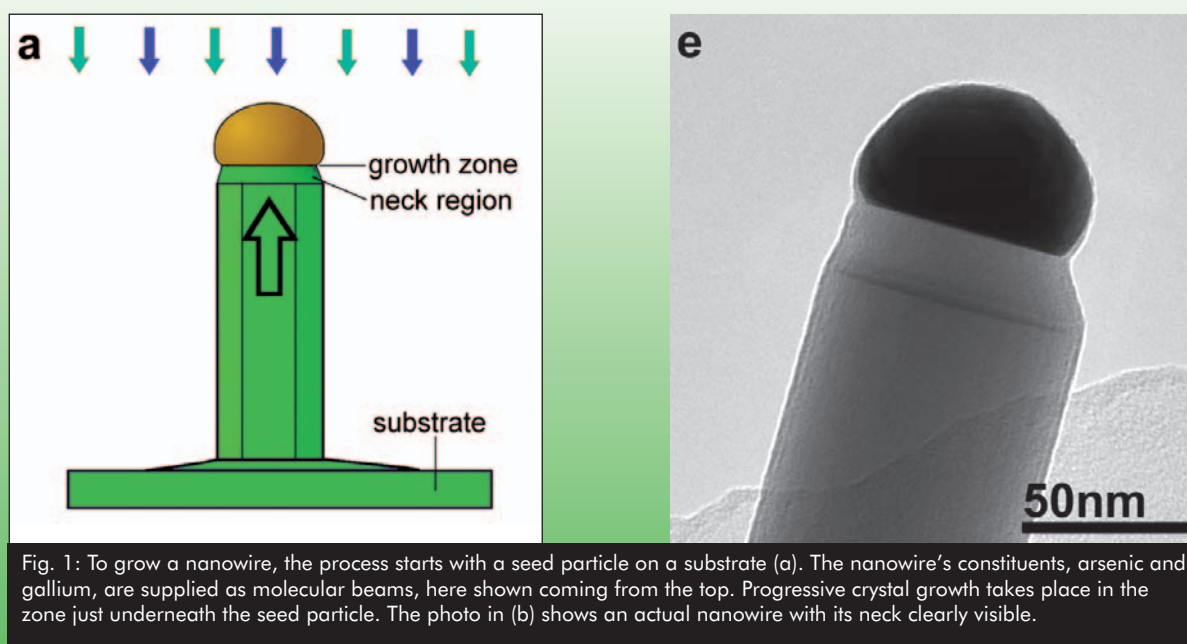 a
growth zone
neck region
substrate
e
50nm
Fig. 1: To grow a nanowire, the process starts with a seed particle on a substrate (a). The nanowire’s constituents, arsenic and
gallium, are supplied as molecular beams, here shown coming from the top. Progressive crystal growth takes place in the
zone just underneath the seed particle. The photo in (b) shows an actual nanowire with its neck clearly visible.